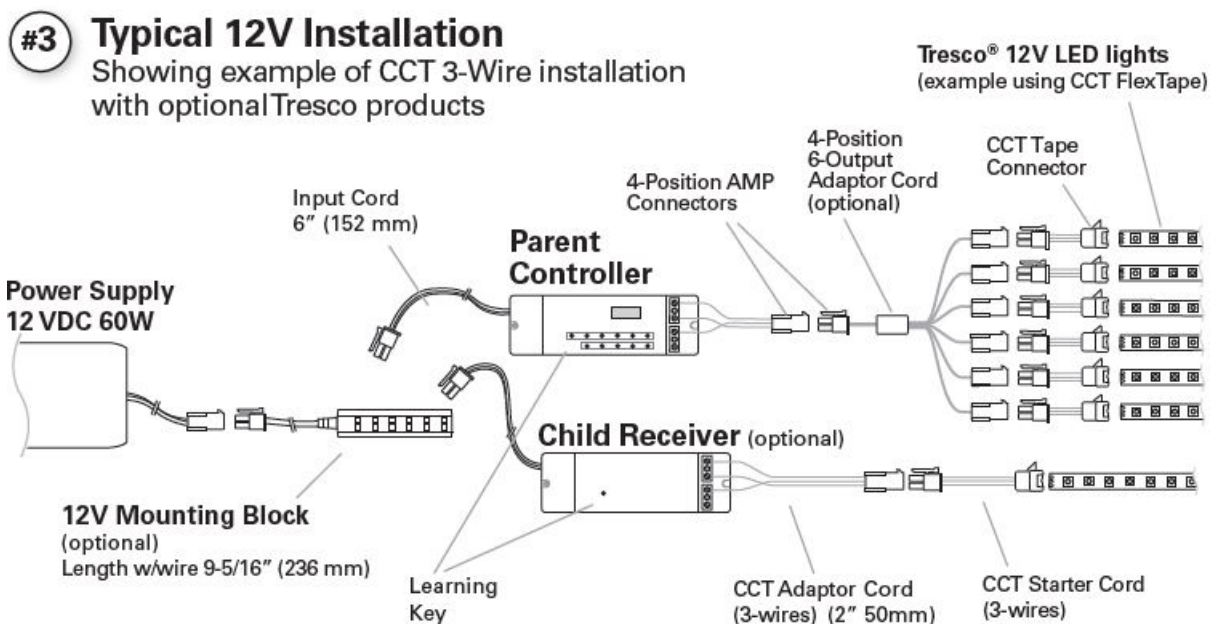 #3
Typical 12V Installation
Showing example of CCT 3-Wire installation
with optional Tresco products
Tresco® 12V LED lights
(example using CCT FlexTape)
4-Position
6-Output
Adaptor Cord
(optional)
CCT Tape
Connector
4-Position AMP
Connectors
Input Cord
6" (152 mm)
Parent
Controller
Power Supply
12 VDC 60W
Child Receiver (optional)
12V Mounting Block
(optional)
Length w/wire 9-5/16" (236 mm)
Learning
Key
CCT Adaptor Cord
(3-wires) (2" 50mm)
CCT Starter Cord
(3-wires)